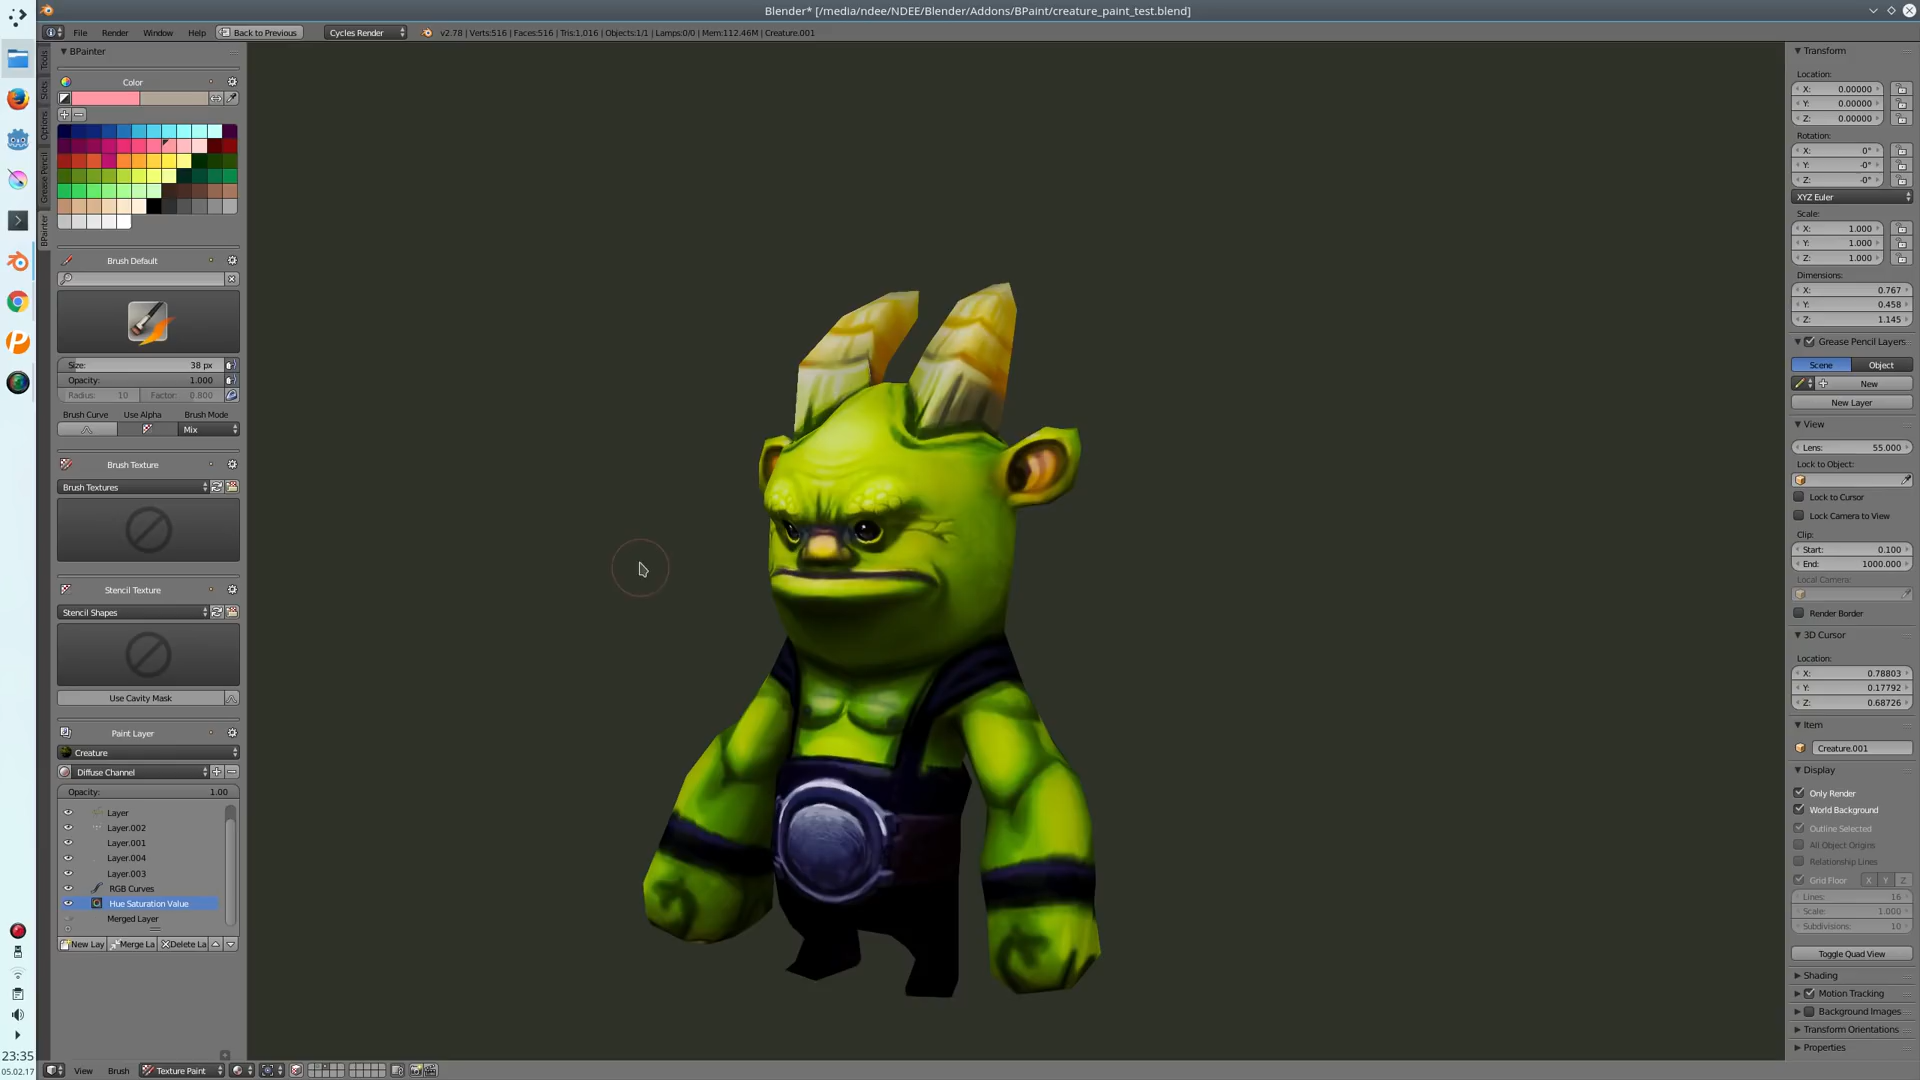 Blender* [/media/ndee/NDEE/Blender/Addons/BPaint/creature_paint_test.blend]
File Render Window Help Back to Previous Cycles Render v2.78 | Verts:516 | Faces:516 | Tris:1,016 | Objects:1/1 | Lamps:0/0 | Mem:112.46M | Creature.001
Tools
Slots
Options
Grease Pencil
BPainter
BPainter
Color
Brush Default
Size: 38 px
Opacity: 1.000
Radius: 10 Factor: 0.800
Brush Curve Use Alpha Brush Mode
Mix
Brush Texture
Brush Textures
Stencil Texture
Stencil Shapes
Use Cavity Mask
Paint Layer
Creature
Diffuse Channel
Opacity: 1.00
Layer
Layer.002
Layer.001
Layer.004
Layer.003
RGB Curves
Hue Saturation Value
Merged Layer
New Lay Merge La Delete La
View Brush Texture Paint
23:35
05.02.17
Transform
Location:
X: 0.00000
Y: 0.00000
Z: 0.00000
Rotation:
X: 0°
Y: -0°
Z: -0°
XYZ Euler
Scale:
X: 1.000
Y: 1.000
Z: 1.000
Dimensions:
X: 0.767
Y: 0.458
Z: 1.145
Grease Pencil Layers
Scene Object
New
New Layer
View
Lens: 55.000
Lock to Object:
Lock to Cursor
Lock Camera to View
Clip:
Start: 0.100
End: 1000.000
Local Camera:
Render Border
3D Cursor
Location:
X: 0.78803
Y: 0.17792
Z: 0.68726
Item
Creature.001
Display
Only Render
World Background
Outline Selected
All Object Origins
Relationship Lines
Grid Floor X Y Z
Lines: 16
Scale: 1.000
Subdivisions: 10
Toggle Quad View
Shading
Motion Tracking
Background Images
Transform Orientations
Properties